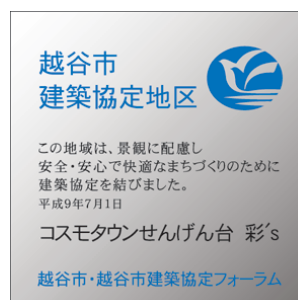 越谷市
建築協定地区
この地域は、景観に配慮し
安全・安心で快適なまちづくりのために
建築協定を結びました。
平成9年7月1日
コスモタウンせんげん台 彩's
越谷市・越谷市建築協定フォーラム